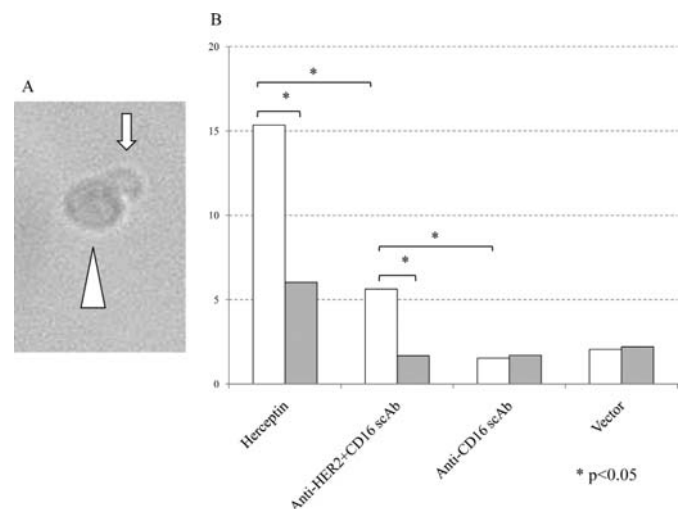 A
B
20
15
10
5
0
*
*
*
*
Herceptin
Anti-HER2+CD16 scAb
Anti-CD16 scAb
Vector
* p<0.05